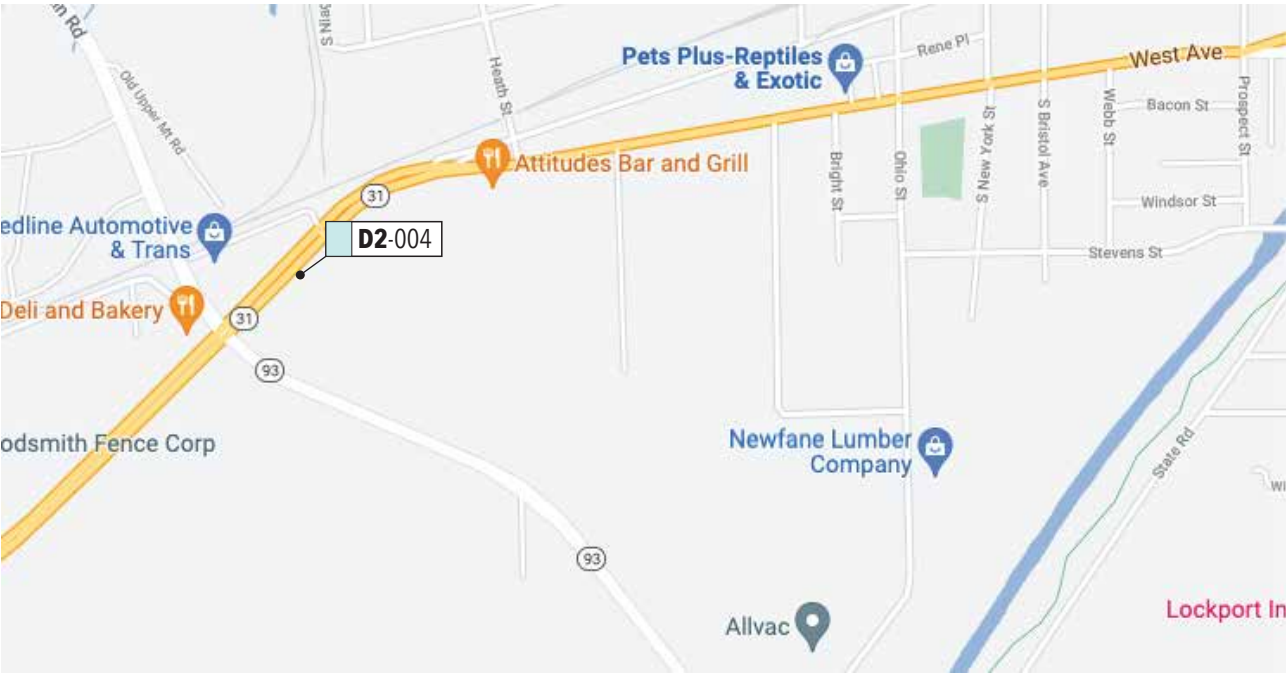 n Rd
S Niag
Old Upper Mt Rd
Heath St
Pets Plus-Reptiles
& Exotic
Rene Pl
West Ave
S New York St
S Bristol Ave
Webb St
Bacon St
Prospect St
Attitudes Bar and Grill
Bright St
Ohio St
31
Windsor St
edline Automotive
& Trans
D2-004
Stevens St
Deli and Bakery
31
93
odsmith Fence Corp
Newfane Lumber
Company
State Rd
Wi
93
Allvac
Lockport In